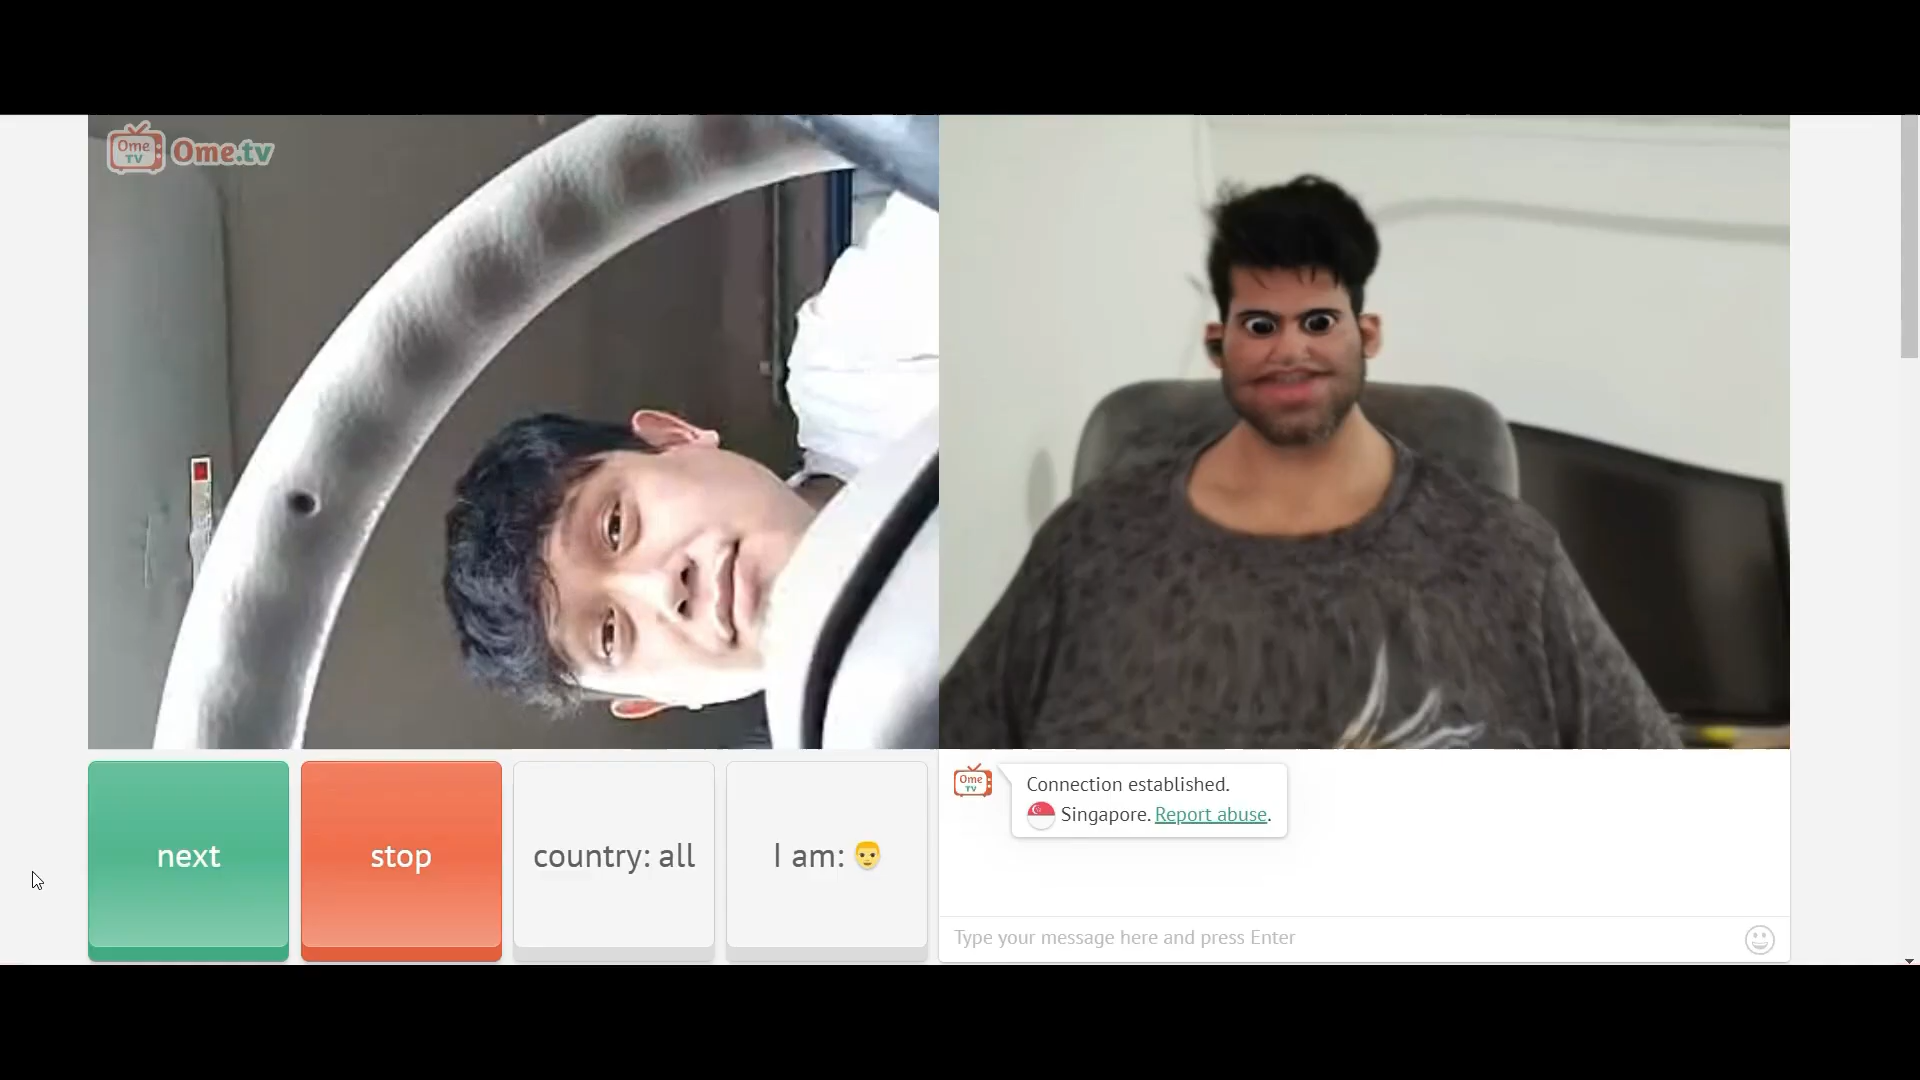 Ome TV Ome.tv
next
stop
country: all
I am:
Ome TV
Connection established.
Singapore. Report abuse.
Type your message here and press Enter